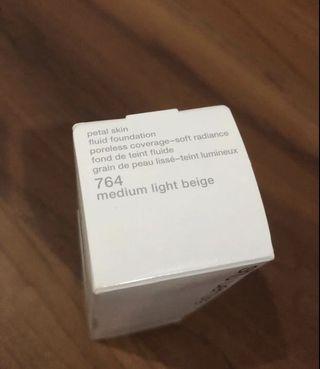 petal skin
fluid foundation
poreless coverage-soft radiance
fond de teint fluide
grain de peau lissé-teint lumineux
764
medium light beige